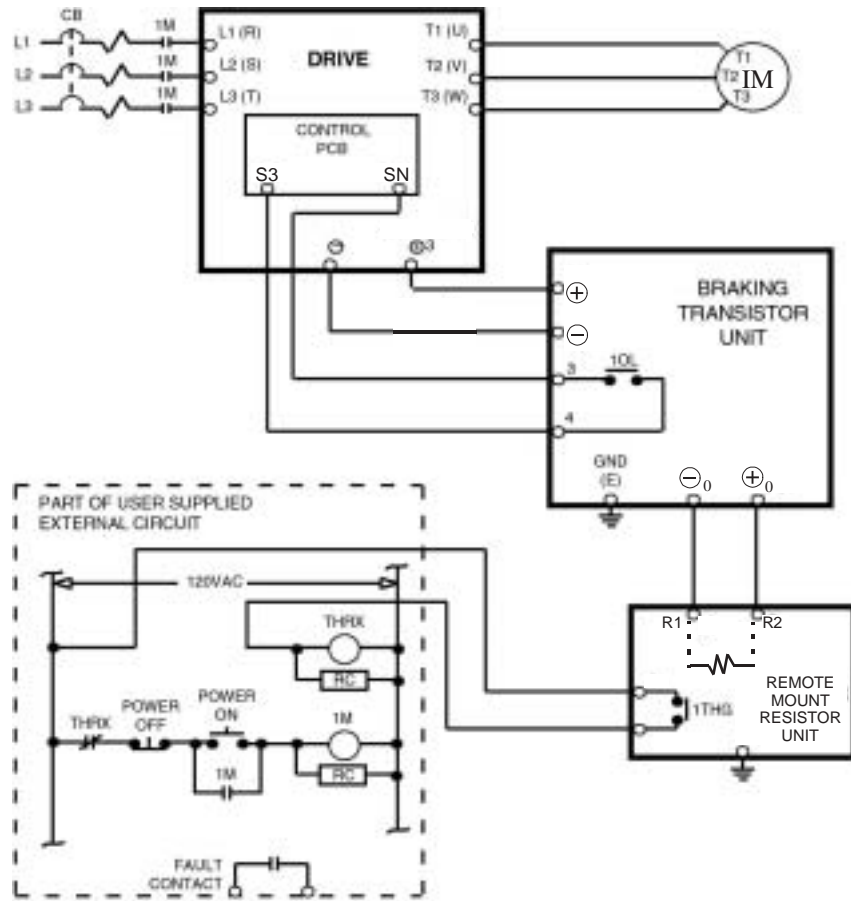 CB
1M
L1
L1 (R)
T1 (U)
T1
1M
L2
L2 (S)
DRIVE
T2 (V)
T2
IM
1M
L3
L3 (T)
T3 (W)
T3
CONTROL
PCB
S3
SN
⊖
⊕3
⊕
BRAKING
TRANSISTOR
UNIT
⊖
3
1OL
4
GND
(E)
⊖0
⊕0
PART OF USER SUPPLIED
EXTERNAL CIRCUIT
120VAC
THRX
RC
R1
R2
1THG
REMOTE
MOUNT
RESISTOR
UNIT
THRX
POWER
OFF
POWER
ON
1M
1M
RC
FAULT
CONTACT